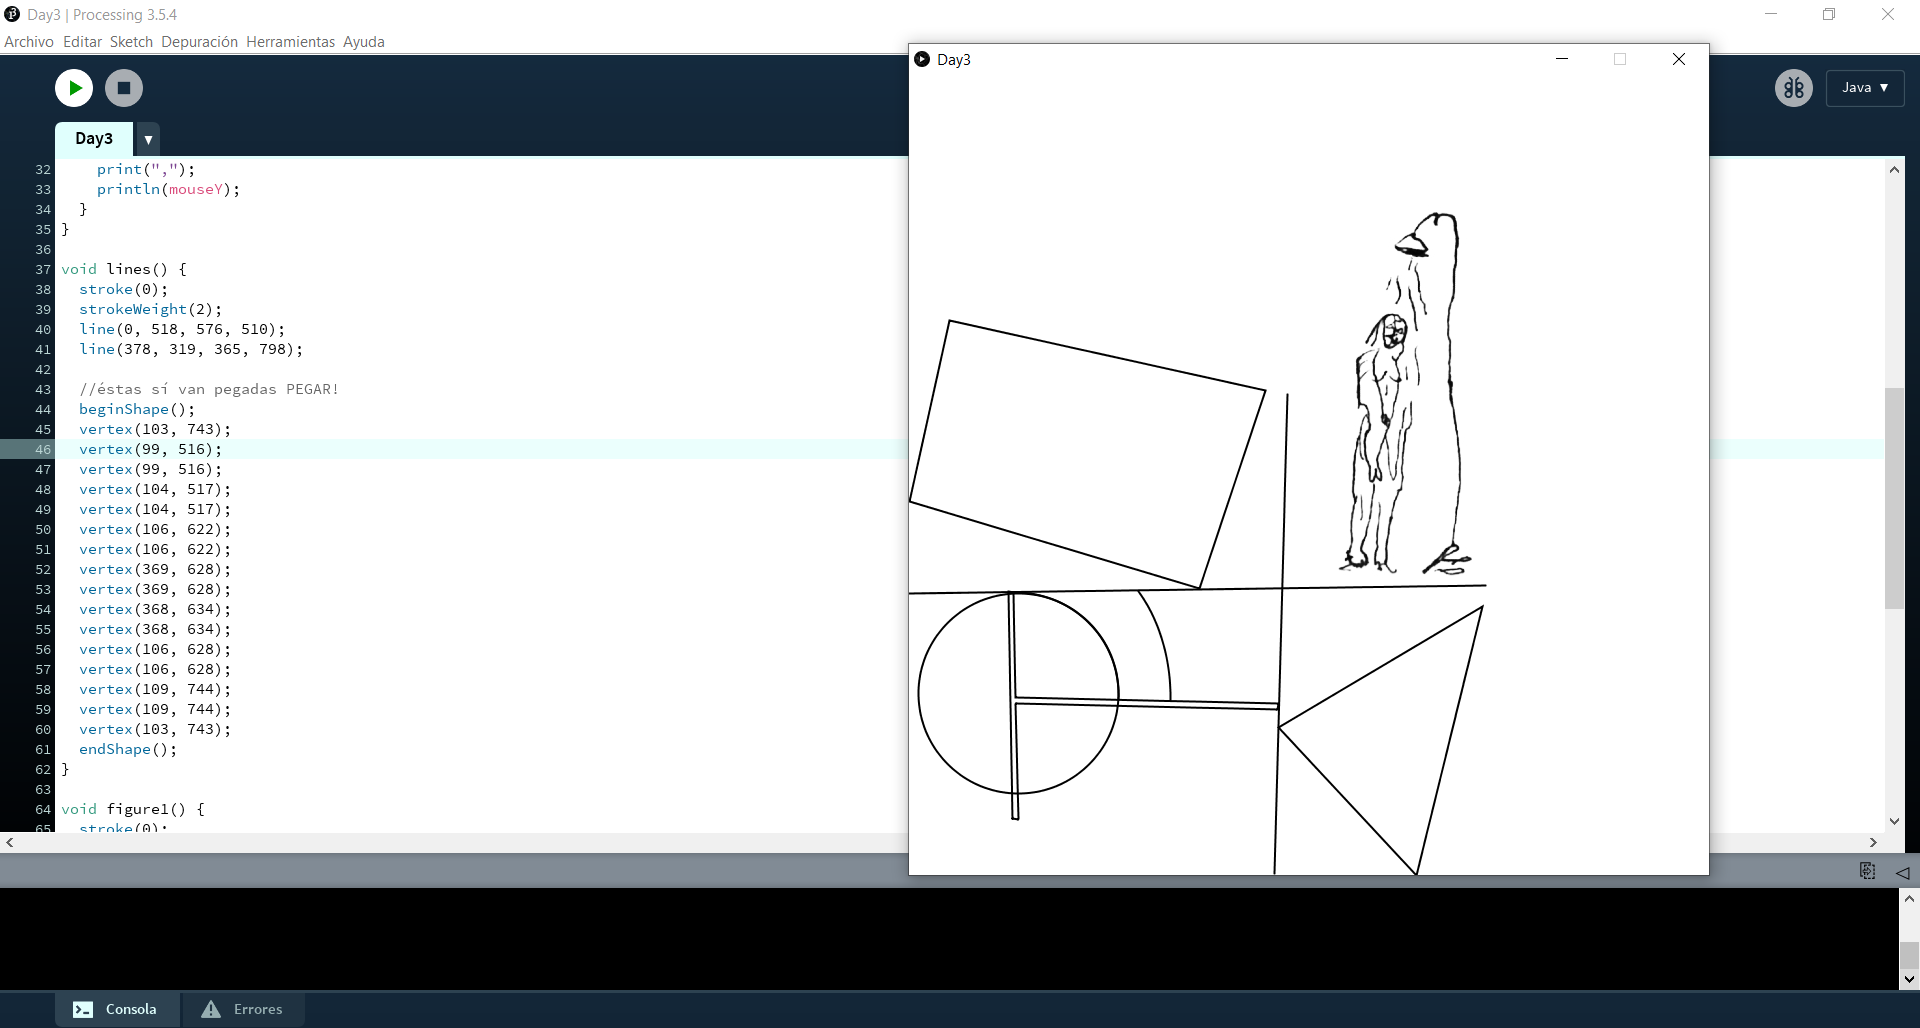 Day3 | Processing 3.5.4
Archivo Editar Sketch Depuración Herramientas Ayuda
Java ▼
Day3 ▼
32 print(",");
33 println(mouseY);
34 }
35 }
36
37 void lines() {
38 stroke(0);
39 strokeWeight(2);
40 line(0, 518, 576, 510);
41 line(378, 319, 365, 798);
42
43 //éstas sí van pegadas PEGAR!
44 beginShape();
45 vertex(103, 743);
46 vertex(99, 516);
47 vertex(99, 516);
48 vertex(104, 517);
49 vertex(104, 517);
50 vertex(106, 622);
51 vertex(106, 622);
52 vertex(369, 628);
53 vertex(369, 628);
54 vertex(368, 634);
55 vertex(368, 634);
56 vertex(106, 628);
57 vertex(106, 628);
58 vertex(109, 744);
59 vertex(109, 744);
60 vertex(103, 743);
61 endShape();
62 }
63
64 void figure1() {
65 stroke(0);
Day3
Consola
Errores